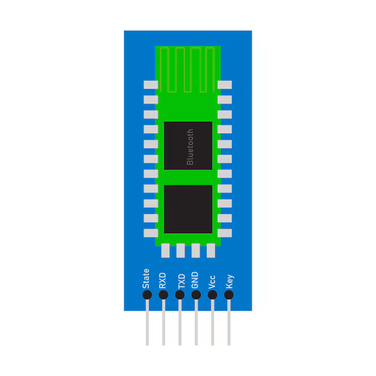 Bluetooth
State
RXD
TXD
GND
Vcc
Key